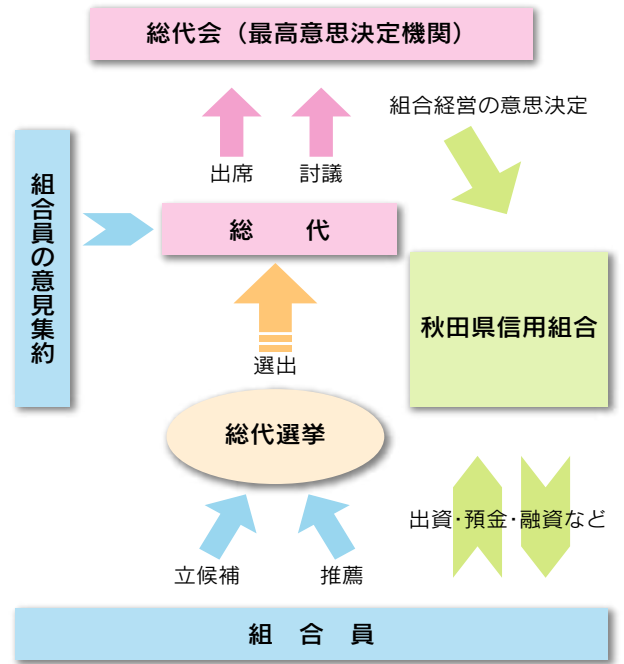 総代会（最高意思決定機関）
組合経営の意思決定
出席
討議
組合員の意見集約
総　代
秋田県信用組合
選出
総代選挙
出資･預金･融資など
立候補
推薦
組　合　員